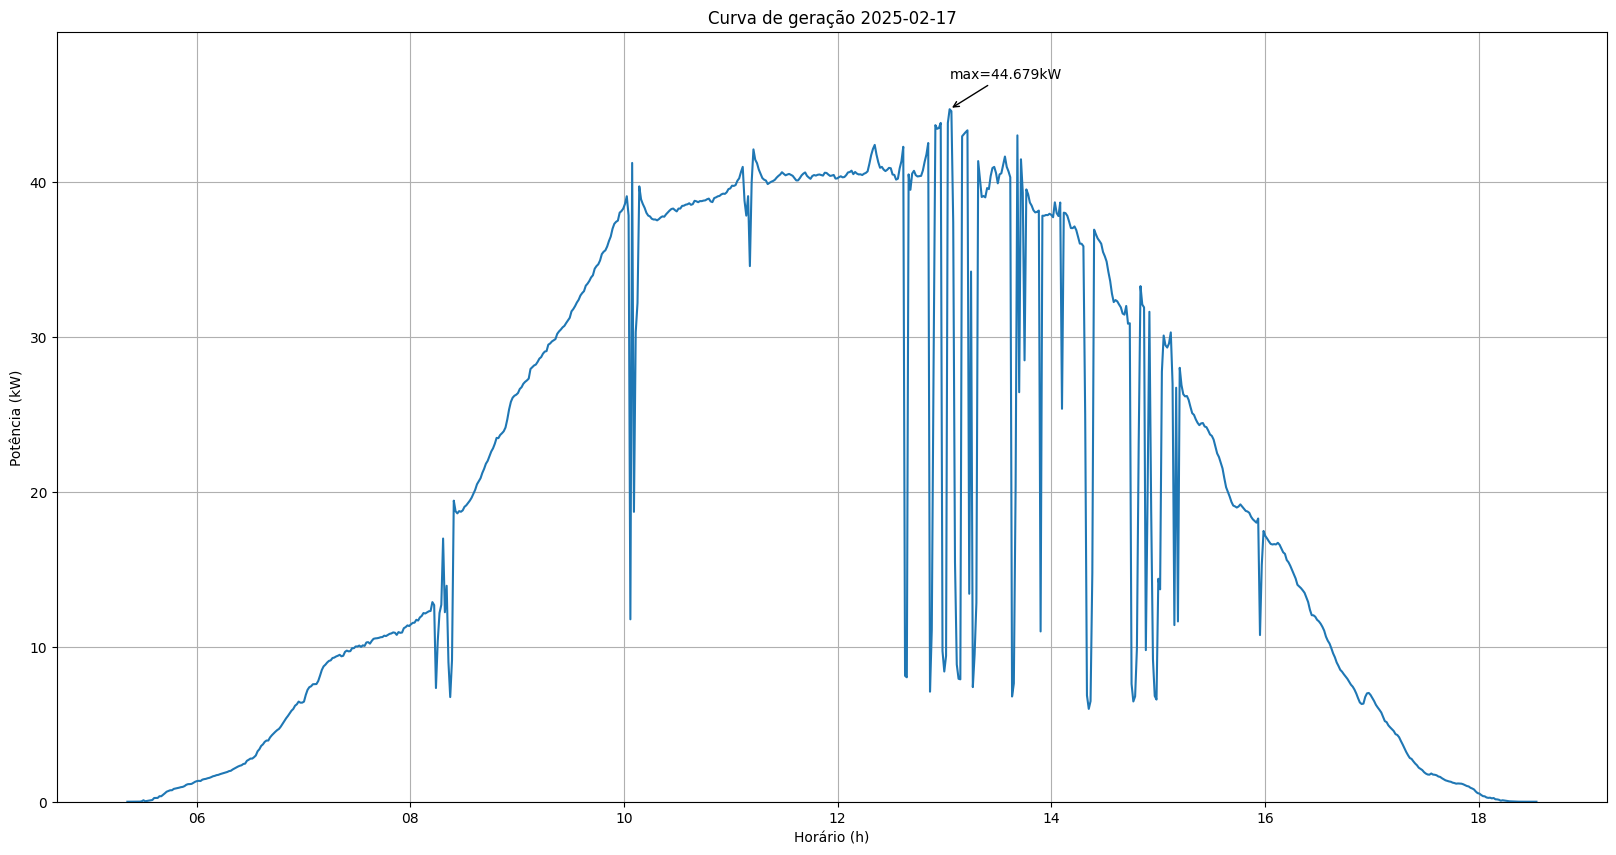 Curva de geração 2025-02-17
max=44.679kW
Potência (kW)
40
30
20
10
0
06 08 10 12 14 16 18
Horário (h)